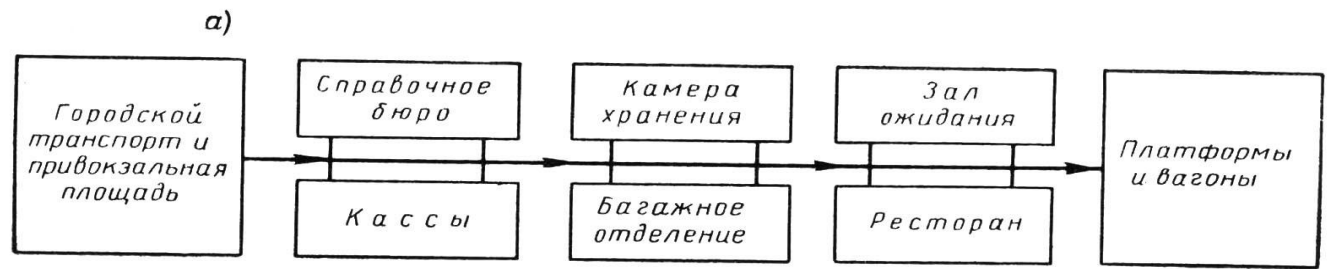 а)
Городской
транспорт и
привокзальная
площадь
Справочное
бюро
Кассы
Камера
хранения
Багажное
отделение
Зал
ожидания
Ресторан
Платформы
и вагоны